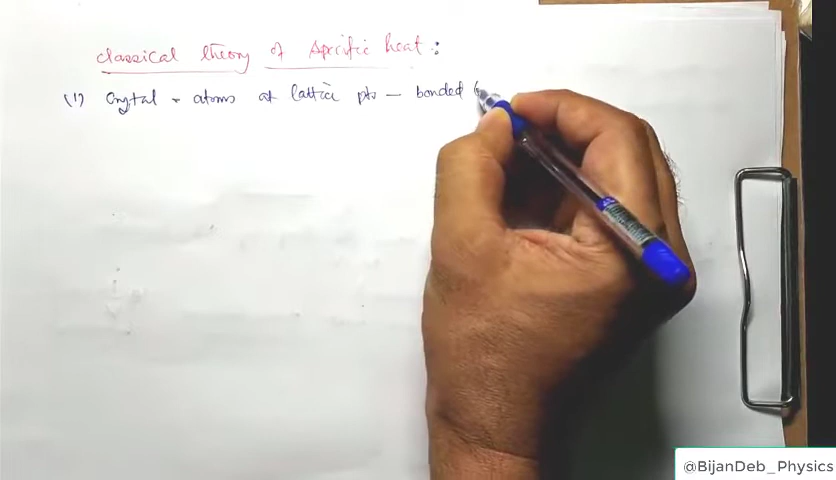 classical theory of specific heat :
(1) Crystal - atoms at lattice pts - bonded
@BijanDeb_Physics